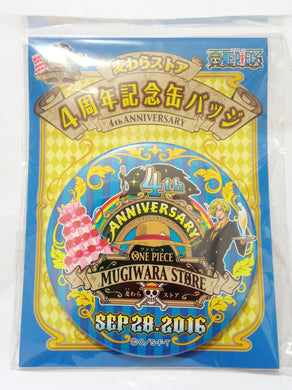 ONE PIECE
麦わらストア
4周年記念缶バッジ
4th ANNIVERSARY
4th
ANNIVERSARY
ワンピース
ONE PIECE
MUGIWARA STORE
麦わら ストア
SEP 28.2016